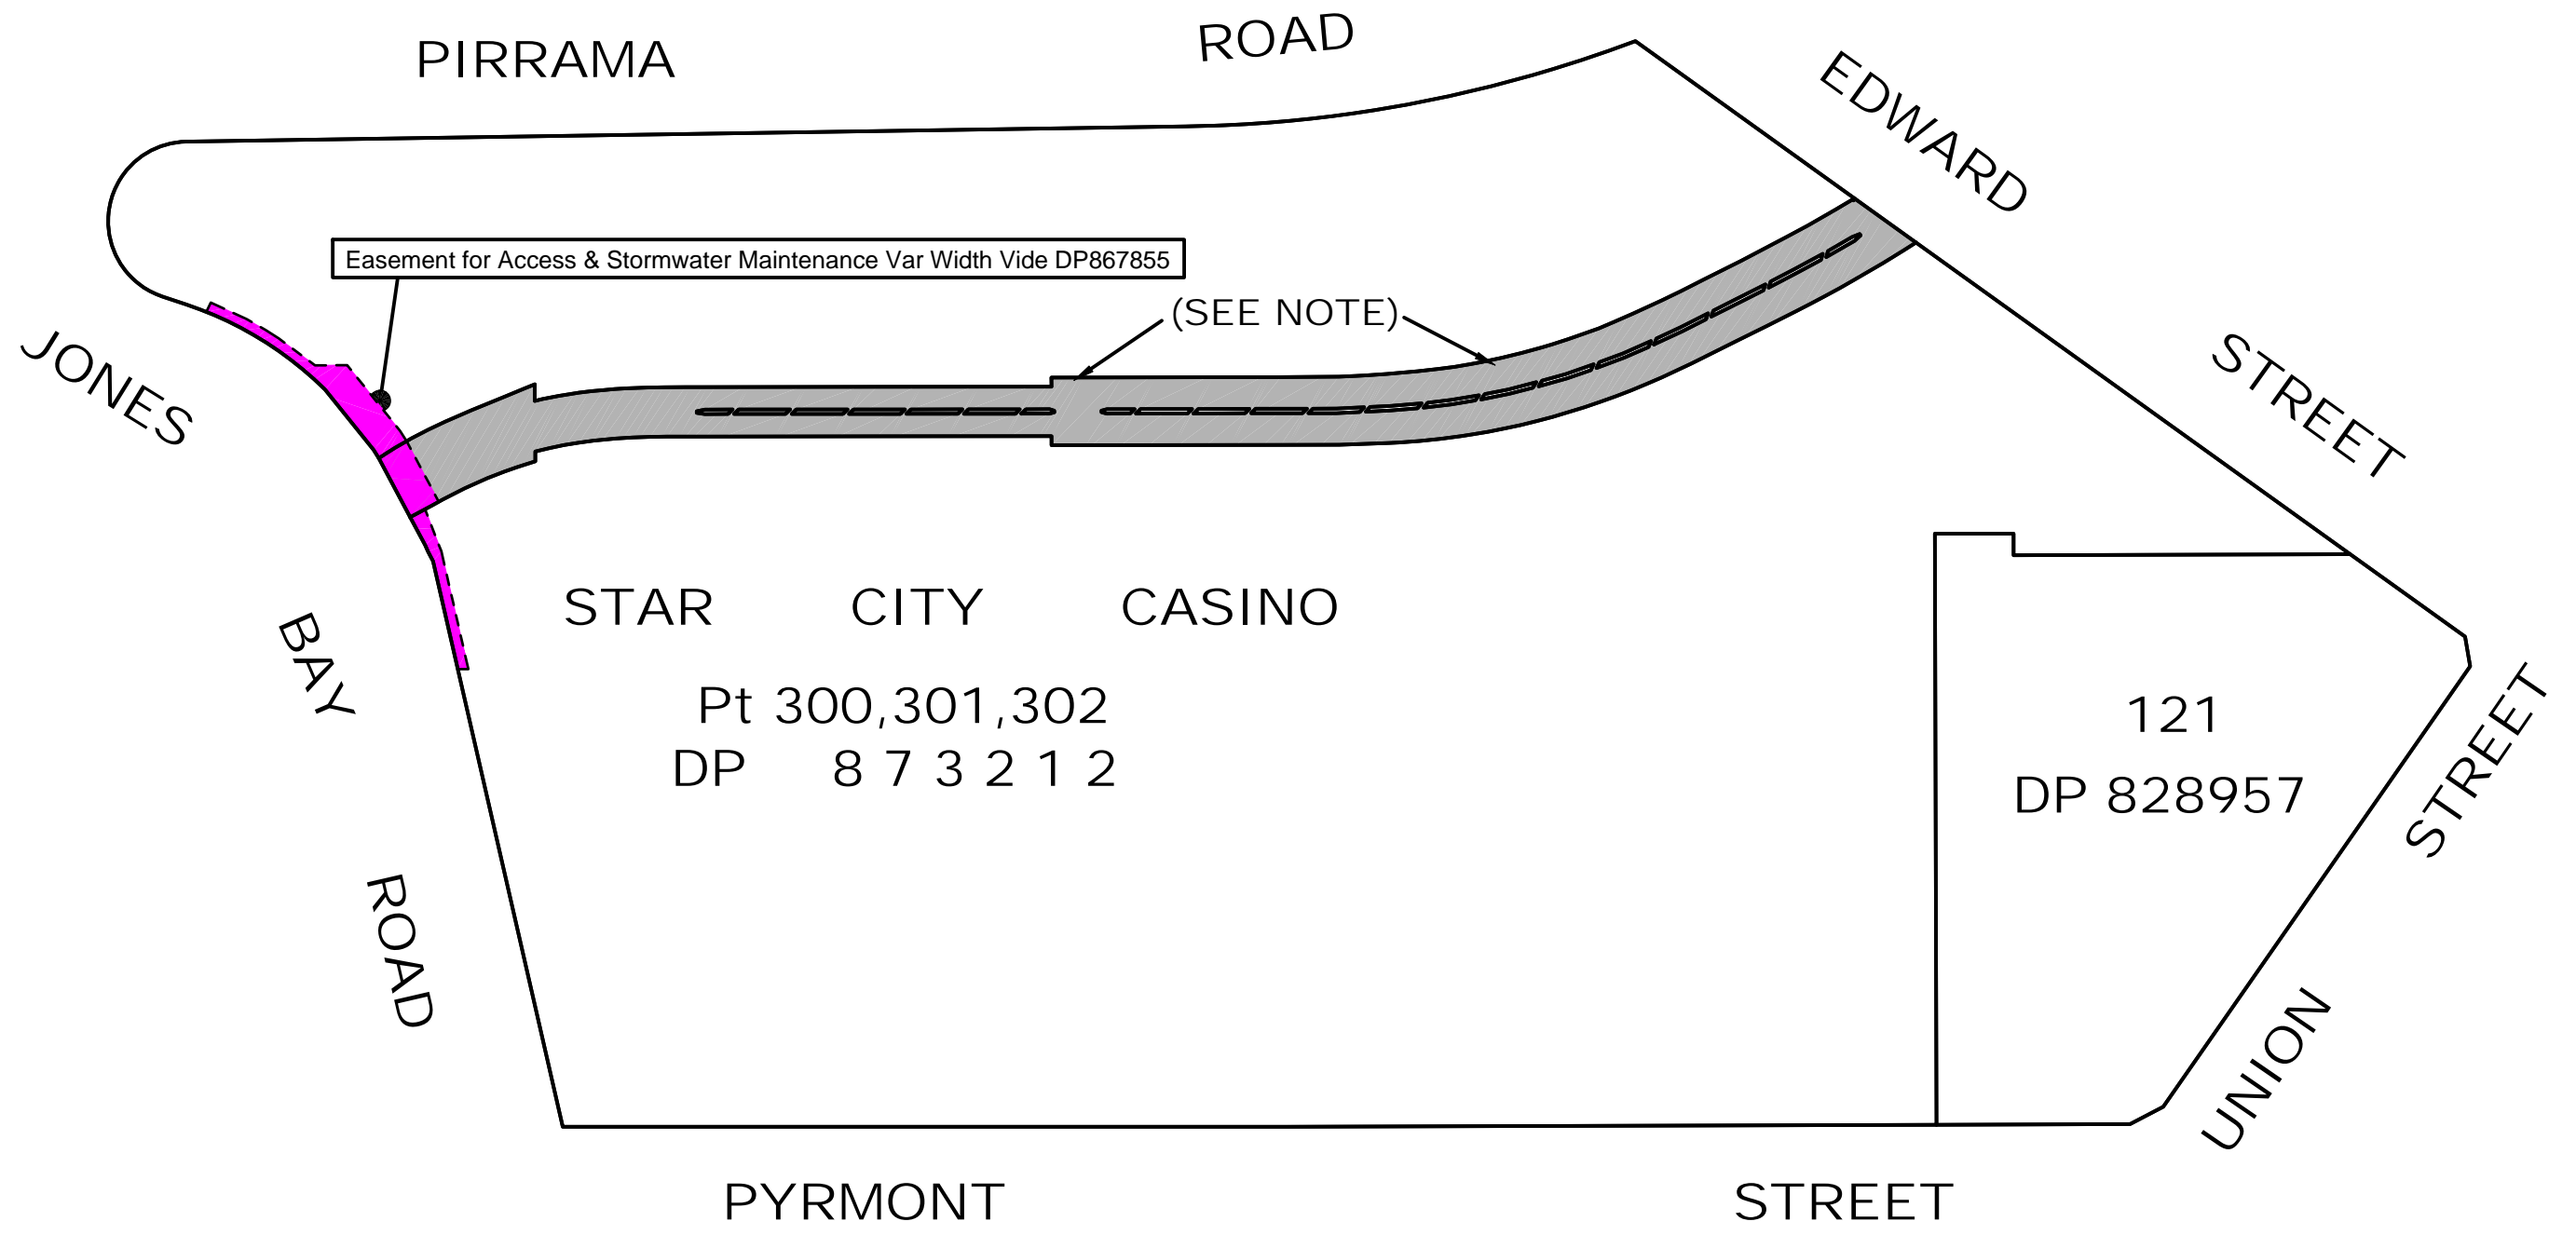 PIRRAMA ROAD
EDWARD STREET
Easement for Access & Stormwater Maintenance Var Width Vide DP867855
(SEE NOTE)
JONES BAY ROAD
STAR CITY CASINO
Pt 300,301,302
DP 8 7 3 2 1 2
121
DP 828957
UNION STREET
PYRMONT STREET